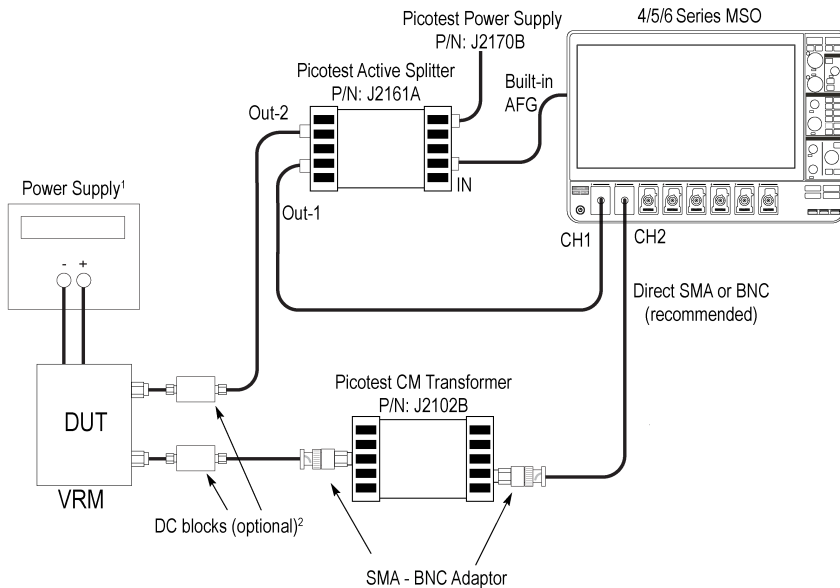 Picotest Power Supply
P/N: J2170B
4/5/6 Series MSO
Picotest Active Splitter
P/N: J2161A
Built-in
AFG
Out-2
IN
Power Supply1
Out-1
- +
CH1
CH2
Direct SMA or BNC
(recommended)
Picotest CM Transformer
P/N: J2102B
DUT
VRM
DC blocks (optional)2
SMA - BNC Adaptor